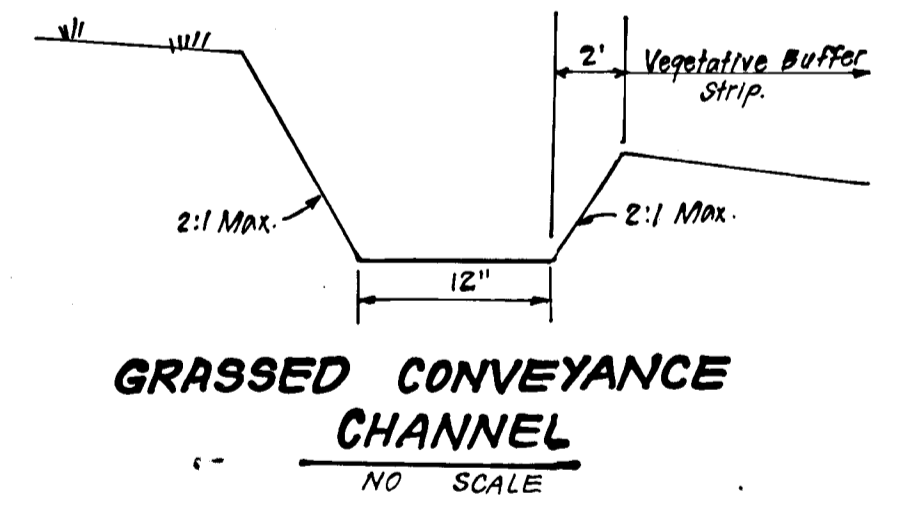 2' Vegetative Buffer
Strip.
2:1 Max.
2:1 Max.
12"
GRASSED CONVEYANCE
CHANNEL
NO SCALE